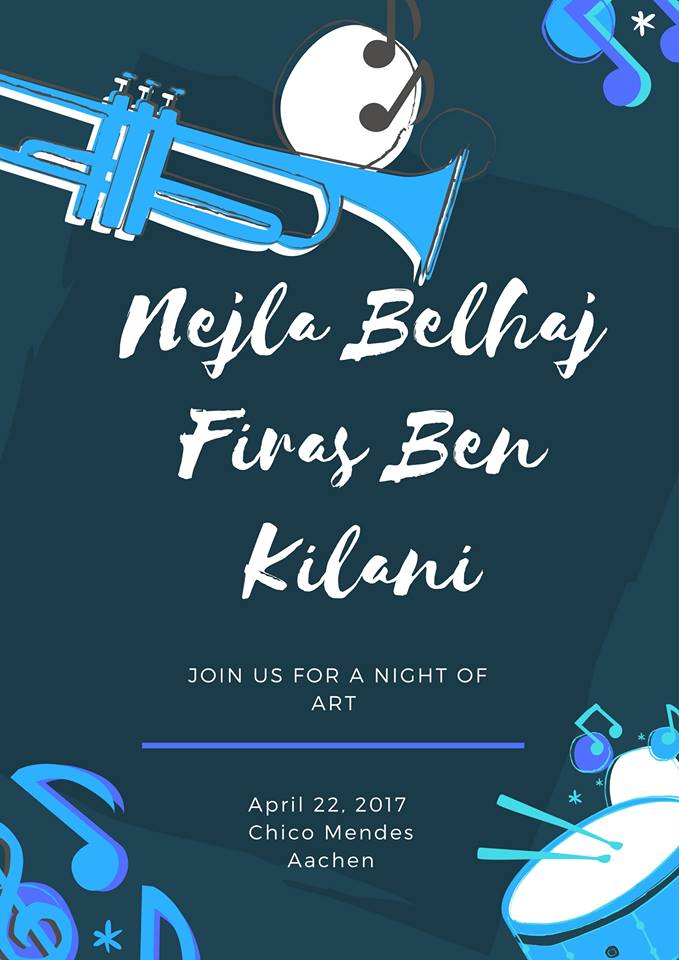 Nejla Belhaj
Firas Ben
Kilani
JOIN US FOR A NIGHT OF
ART
April 22, 2017
Chico Mendes
Aachen